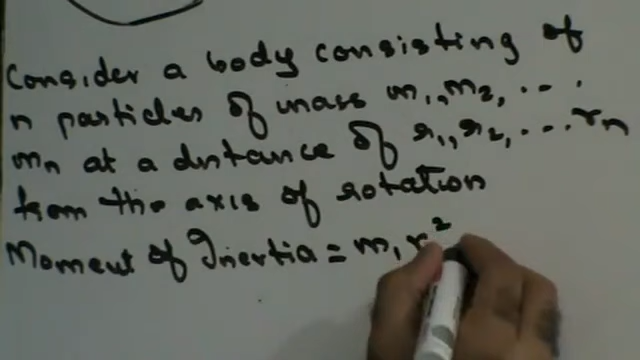 Consider a body consisting of
n particles of mass m₁, m₂, ...
mₙ at a distance of r₁, r₂, ... rₙ
from the axis of rotation
Moment of Inertia = m₁ r²